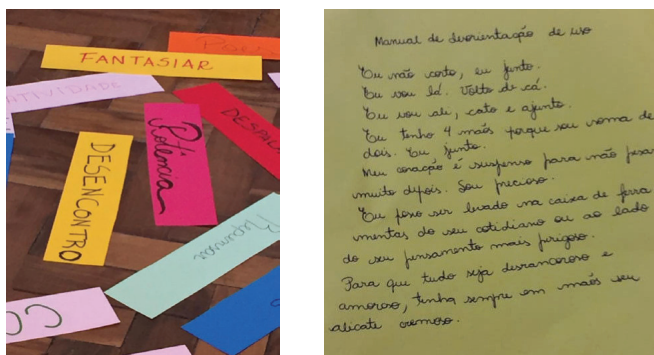 FANTASIAR
DESENCONTRO
Potência
Manual de desorientação de uso
Eu não corto, eu junto.
Eu vou lá. Volto de cá.
Eu vou ali, cato e ajunto.
Eu tenho 4 mãos porque sou soma de
dois. Eu junto.
Meu coração é suspenso para não pesar
muito depois. Sou precioso.
Eu posso ser levado na caixa de ferra
mentas do seu cotidiano ou ao lado
do seu pensamento mais perigoso.
Para que tudo seja desrancoroso e
amoroso, tenha sempre em mãos seu
alicate cremoso.